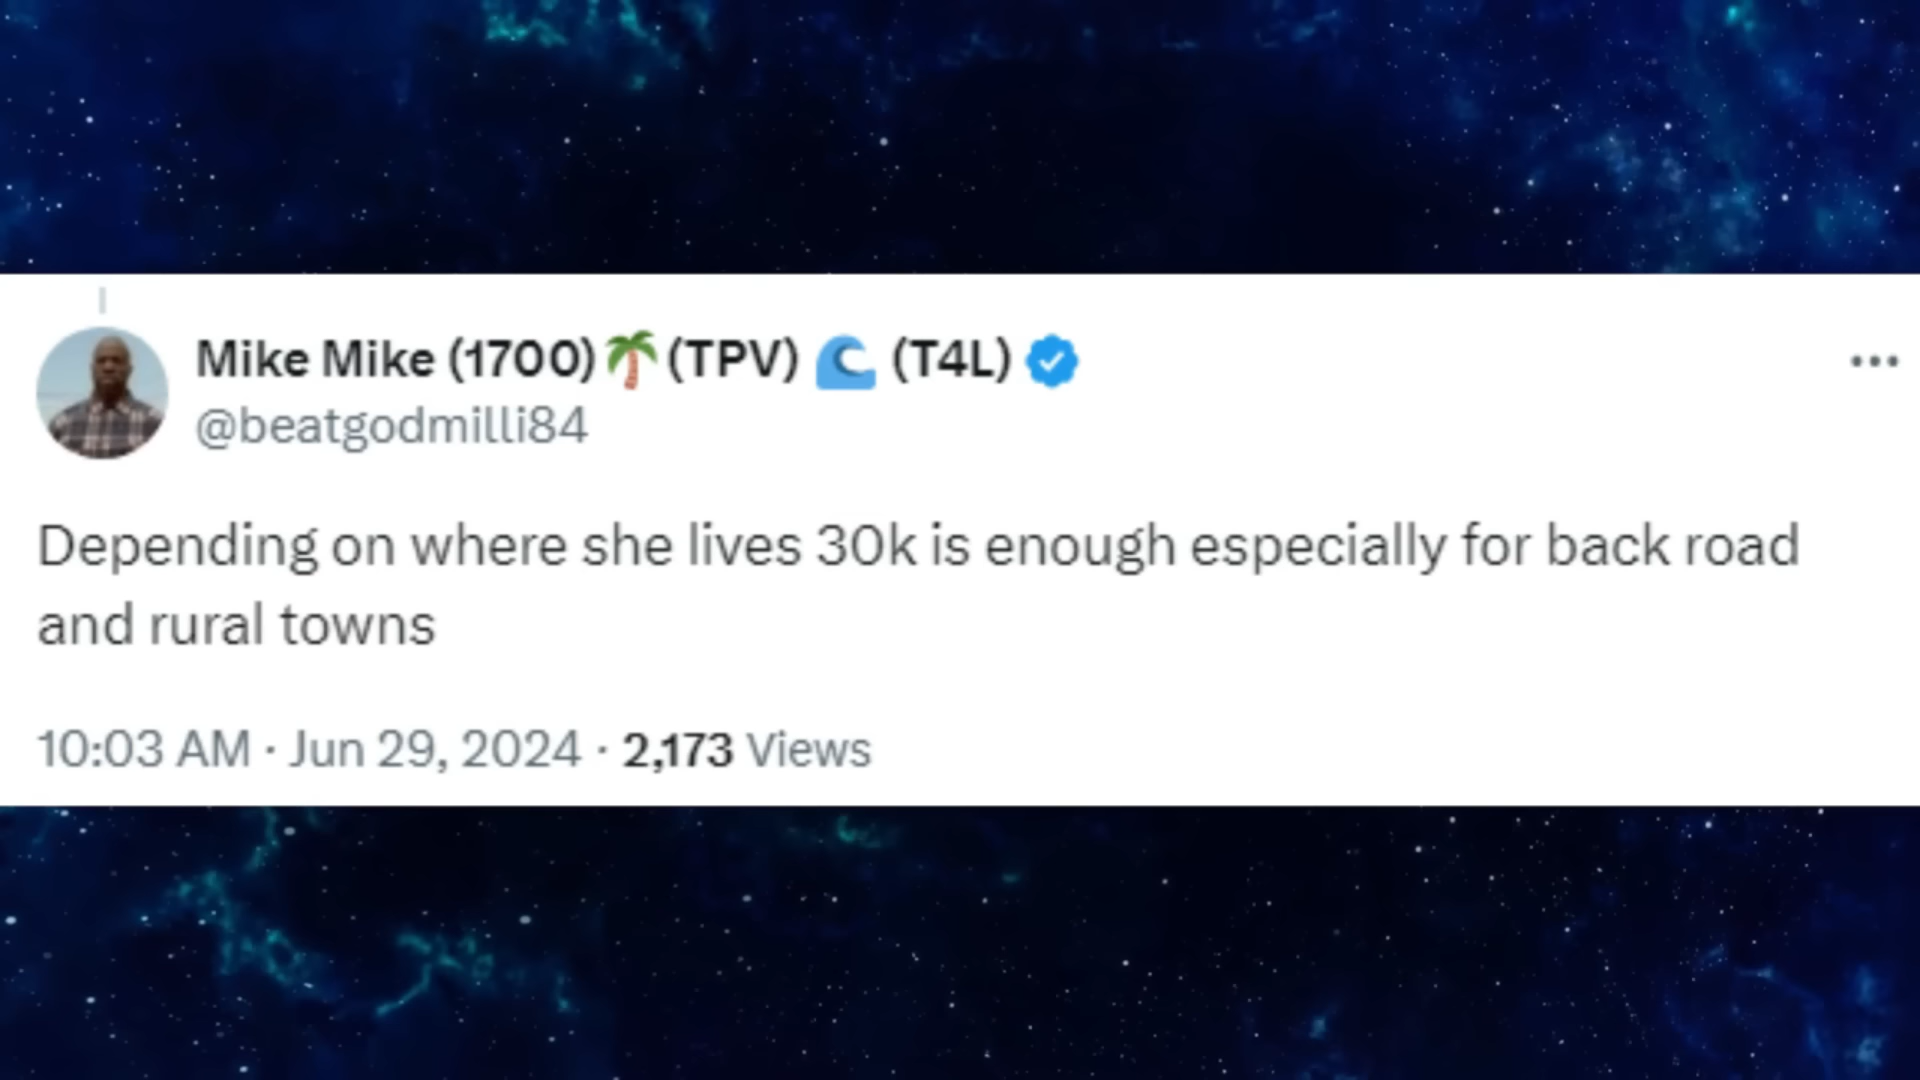 Mike Mike (1700)🌴(TPV) 🌊 (T4L)
@beatgodmilli84
Depending on where she lives 30k is enough especially for back road
and rural towns
10:03 AM · Jun 29, 2024 · 2,173 Views